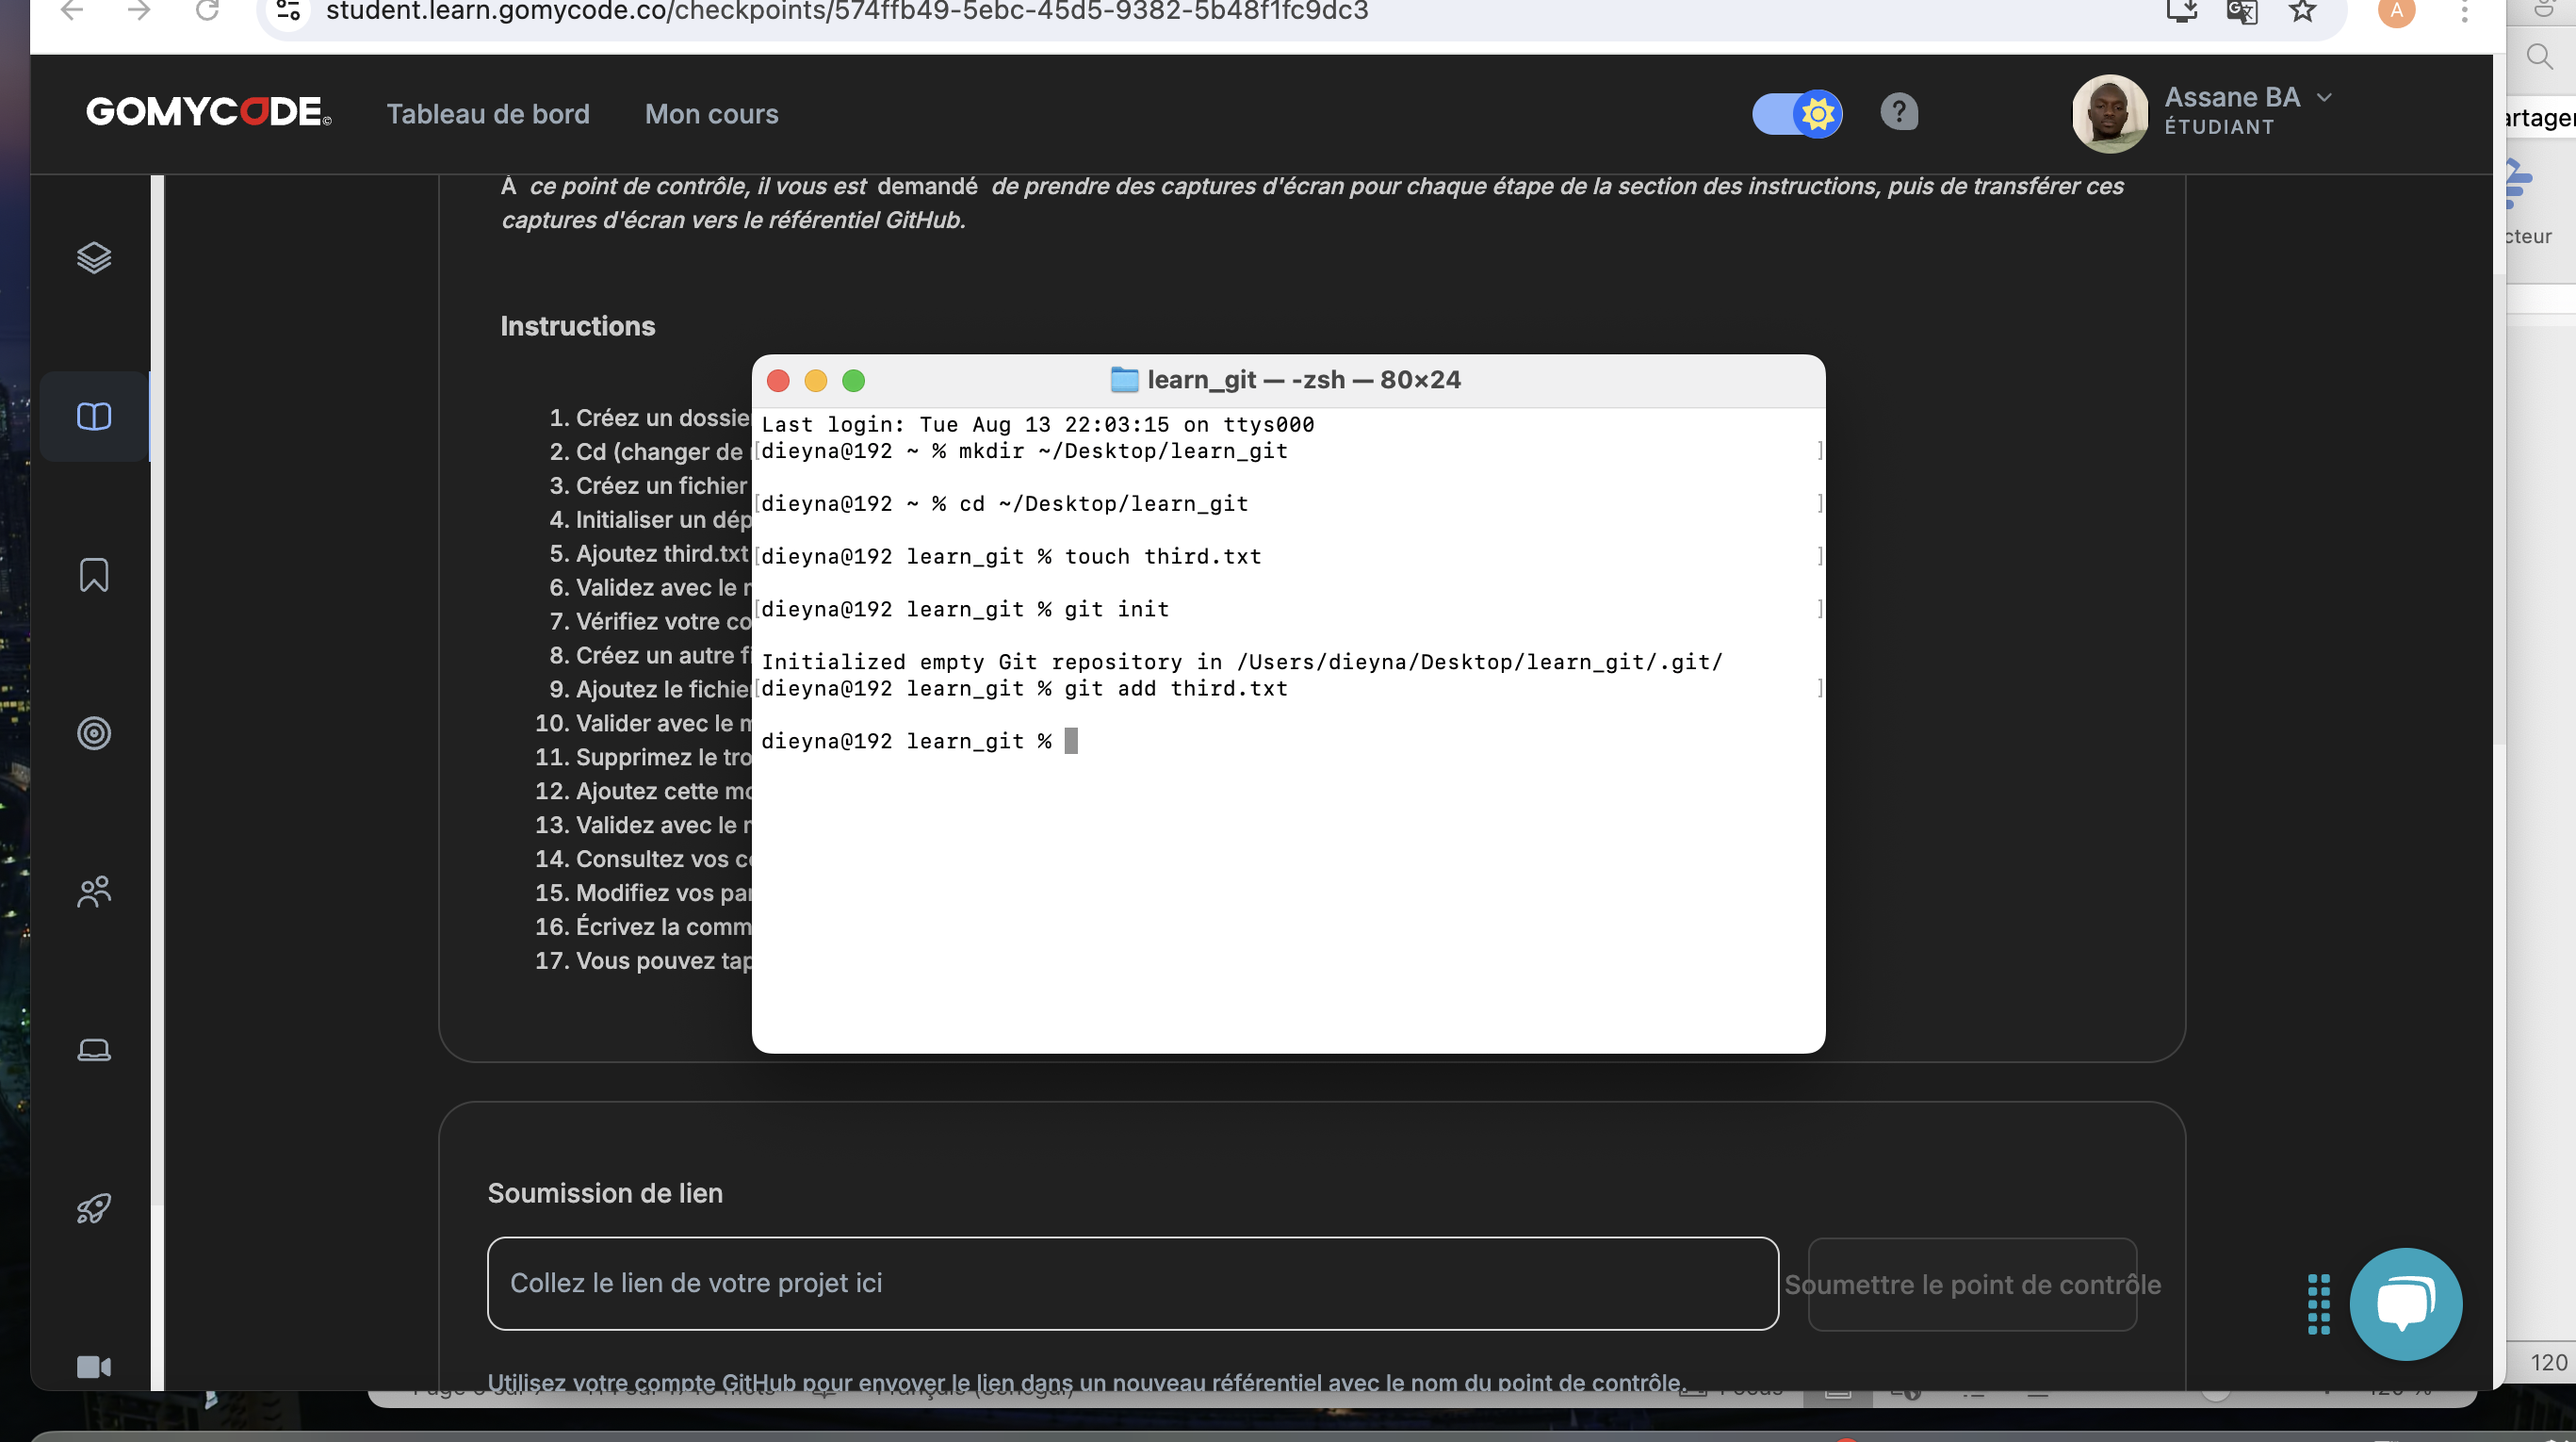 student.learn.gomycode.co/checkpoints/574ffb49-5ebc-45d5-9382-5b48f1fc9dc3
A
GOMYCODE©
Tableau de bord
Mon cours
?
Assane BA
ÉTUDIANT
À ce point de contrôle, il vous est demandé de prendre des captures d'écran pour chaque étape de la section des instructions, puis de transférer ces
captures d'écran vers le référentiel GitHub.
Instructions
1. Créez un dossie
2. Cd (changer de
3. Créez un fichier
4. Initialiser un dép
5. Ajoutez third.txt
6. Validez avec le
7. Vérifiez votre co
8. Créez un autre fi
9. Ajoutez le fichie
10. Valider avec le
11. Supprimez le tro
12. Ajoutez cette mo
13. Validez avec le
14. Consultez vos co
15. Modifiez vos par
16. Écrivez la comm
17. Vous pouvez tap
learn_git — -zsh — 80×24
Last login: Tue Aug 13 22:03:15 on ttys000
[dieyna@192 ~ % mkdir ~/Desktop/learn_git ]
[dieyna@192 ~ % cd ~/Desktop/learn_git ]
[dieyna@192 learn_git % touch third.txt ]
[dieyna@192 learn_git % git init ]
Initialized empty Git repository in /Users/dieyna/Desktop/learn_git/.git/
[dieyna@192 learn_git % git add third.txt ]
dieyna@192 learn_git %
Soumission de lien
Collez le lien de votre projet ici
Soumettre le point de contrôle
Utilisez votre compte GitHub pour envoyer le lien dans un nouveau référentiel avec le nom du point de contrôle.
artager
cteur
120